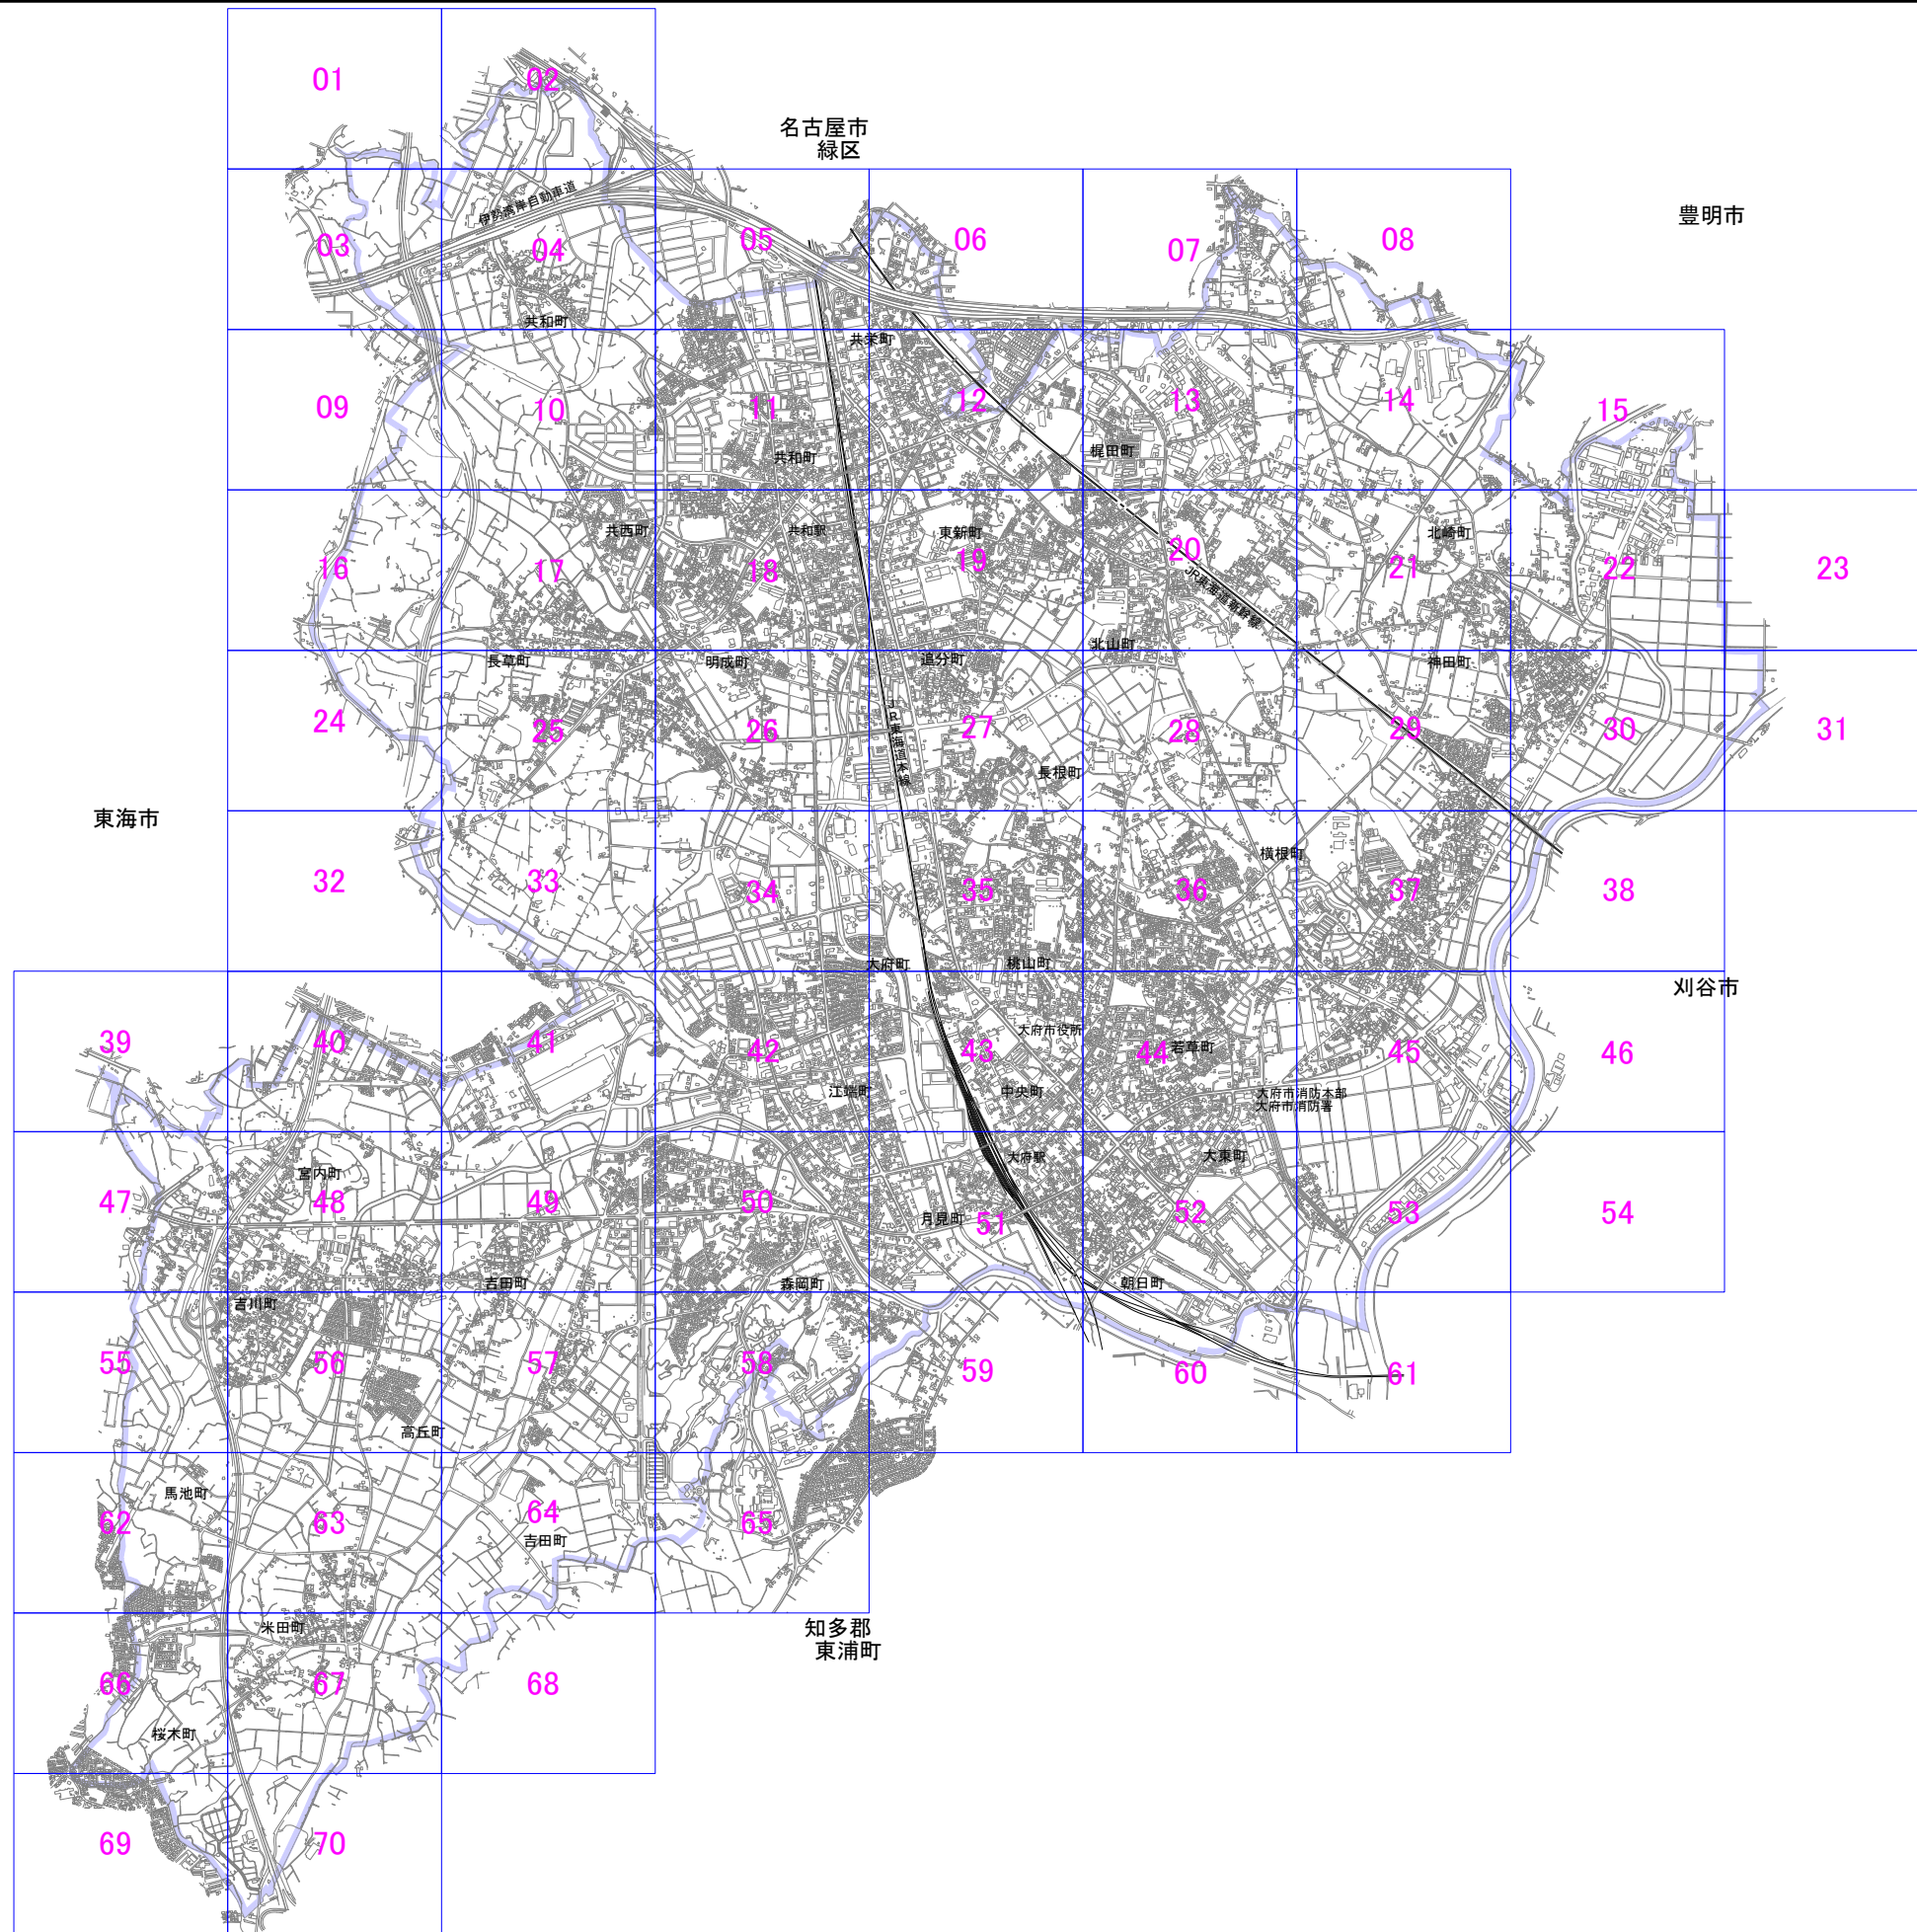 01
02
名古屋市
緑区
伊勢湾岸自動車道
豊明市
03
04
05
06
07
08
共和町
共栄町
09
10
11
12
13
14
15
共和町
梶田町
共西町
共和駅
東新町
北崎町
16
17
18
19
20
21
22
23
JR東海道新幹線
長草町
明成町
追分町
北山町
神田町
24
25
26
27
28
29
30
31
JR東海道本線
長根町
東海市
横根町
32
33
34
35
36
37
38
大府町
桃山町
刈谷市
大府市役所
39
40
41
42
43
44
若草町
45
46
江端町
中央町
大府市消防本部
大府市消防署
宮内町
大府駅
大東町
47
48
49
50
月見町
51
52
53
54
吉田町
森岡町
朝日町
吉川町
55
56
57
58
59
60
61
高丘町
馬池町
62
63
64
65
吉田町
米田町
知多郡
東浦町
66
67
68
桜木町
69
70